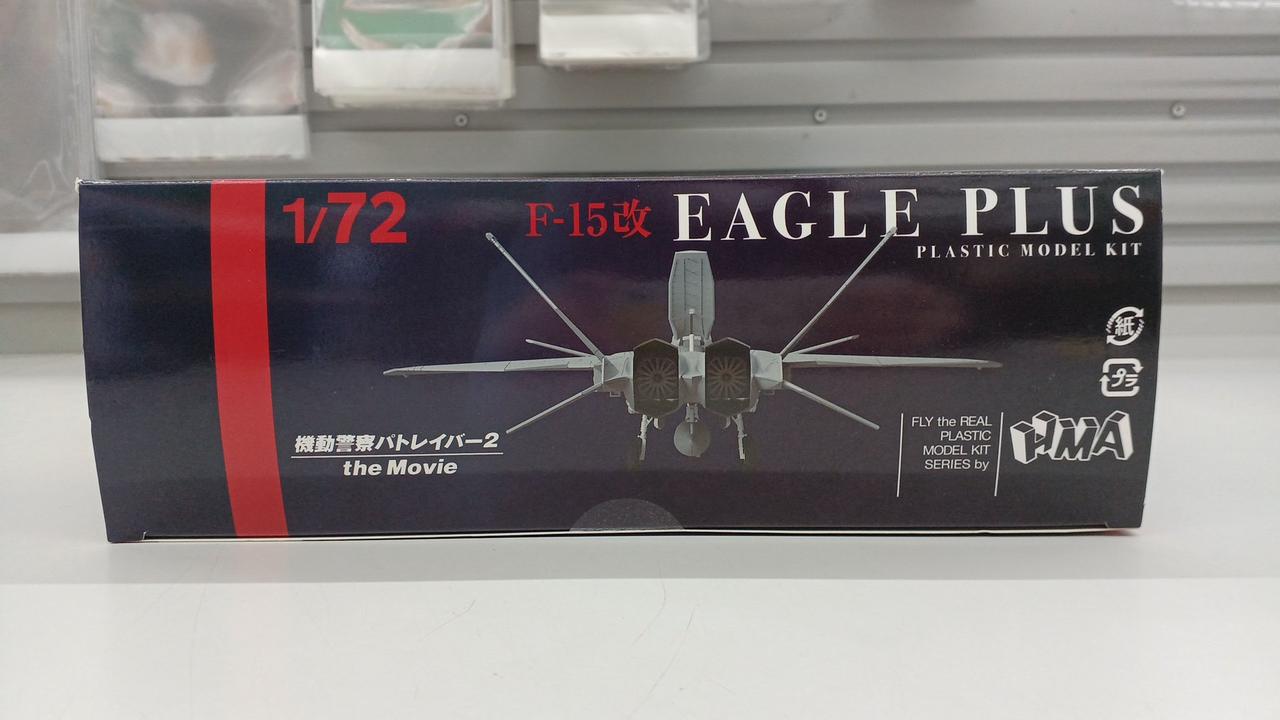 1/72
F-15改 EAGLE PLUS
PLASTIC MODEL KIT
紙
プラ
機動警察パトレイバー2
the Movie
FLY the REAL
PLASTIC
MODEL KIT
SERIES by
HMA